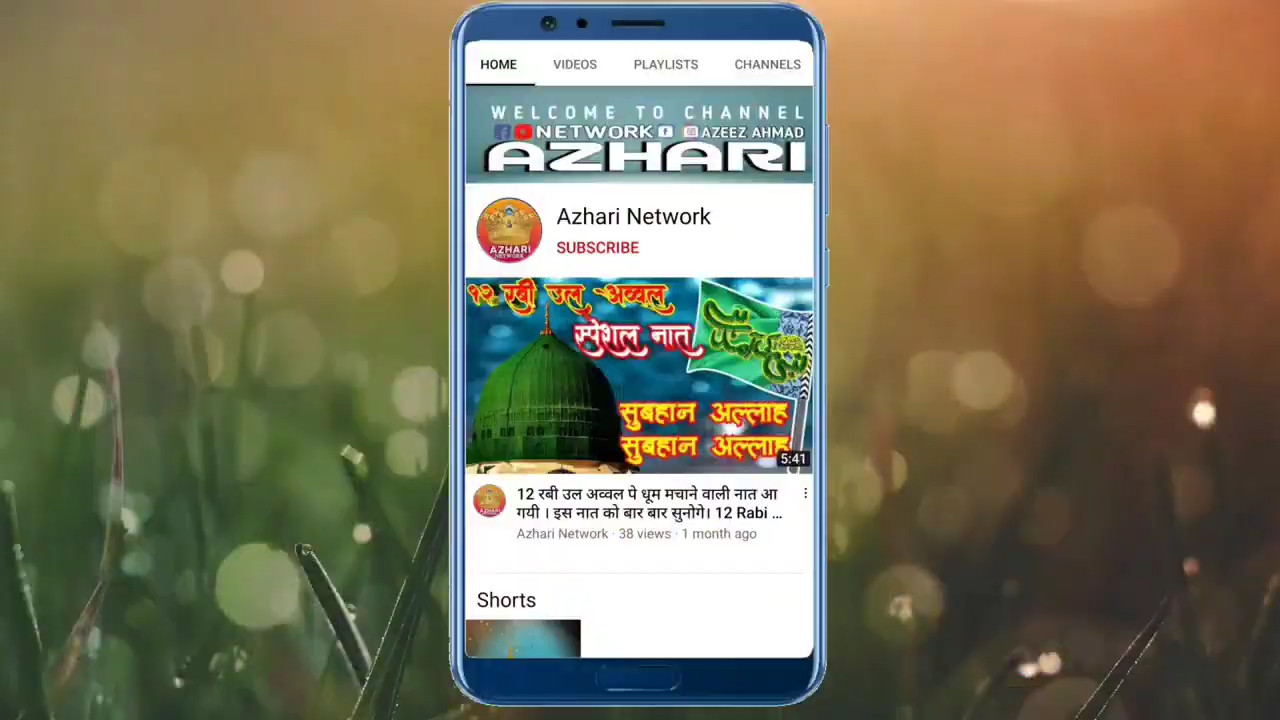 HOME VIDEOS PLAYLISTS CHANNELS
WELCOME TO CHANNEL
NETWORK AZEEZ AHMAD
AZHARI
AZHARI
NETWORK
Azhari Network
SUBSCRIBE
१२ रबी उल अव्वल
स्पेशल नात
सुबहान अल्लाह
सुबहान अल्लाह
5:41
12 रबी उल अव्वल पे धूम मचाने वाली नात आ
गयी । इस नात को बार बार सुनोगे। 12 Rabi ...
Azhari Network · 38 views · 1 month ago
Shorts